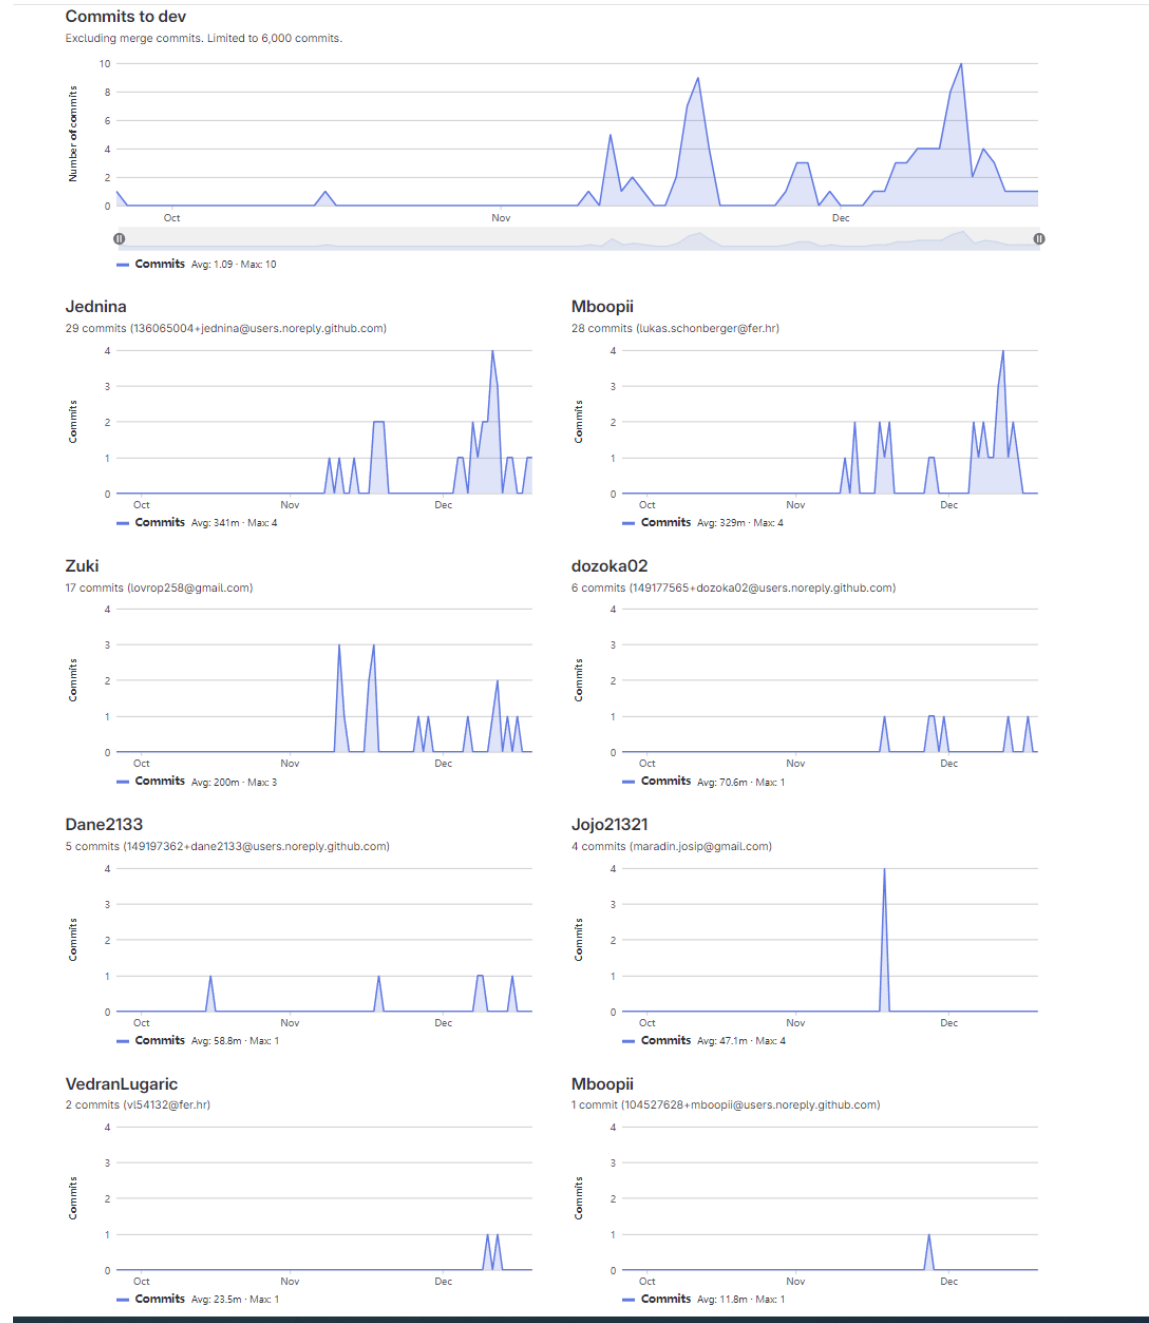 Commits to dev
Excluding merge commits. Limited to 6,000 commits.
Number of commits
10
8
6
4
2
0
Oct Nov Dec
Commits Avg: 1.09 · Max: 10
Jednina
29 commits (136065004+jednina@users.noreply.github.com)
Commits
4
3
2
1
0
Oct Nov Dec
Commits Avg: 341m · Max: 4
Mboopii
28 commits (lukas.schonberger@fer.hr)
Commits
4
3
2
1
0
Oct Nov Dec
Commits Avg: 329m · Max: 4
Zuki
17 commits (lovrop258@gmail.com)
Commits
4
3
2
1
0
Oct Nov Dec
Commits Avg: 200m · Max: 3
dozoka02
6 commits (149177565+dozoka02@users.noreply.github.com)
Commits
4
3
2
1
0
Oct Nov Dec
Commits Avg: 70.6m · Max: 1
Dane2133
5 commits (149197362+dane2133@users.noreply.github.com)
Commits
4
3
2
1
0
Oct Nov Dec
Commits Avg: 58.8m · Max: 1
Jojo21321
4 commits (maradin.josip@gmail.com)
Commits
4
3
2
1
0
Oct Nov Dec
Commits Avg: 47.1m · Max: 4
VedranLugaric
2 commits (vl54132@fer.hr)
Commits
4
3
2
1
0
Oct Nov Dec
Commits Avg: 23.5m · Max: 1
Mboopii
1 commit (104527628+mboopii@users.noreply.github.com)
Commits
4
3
2
1
0
Oct Nov Dec
Commits Avg: 11.8m · Max: 1